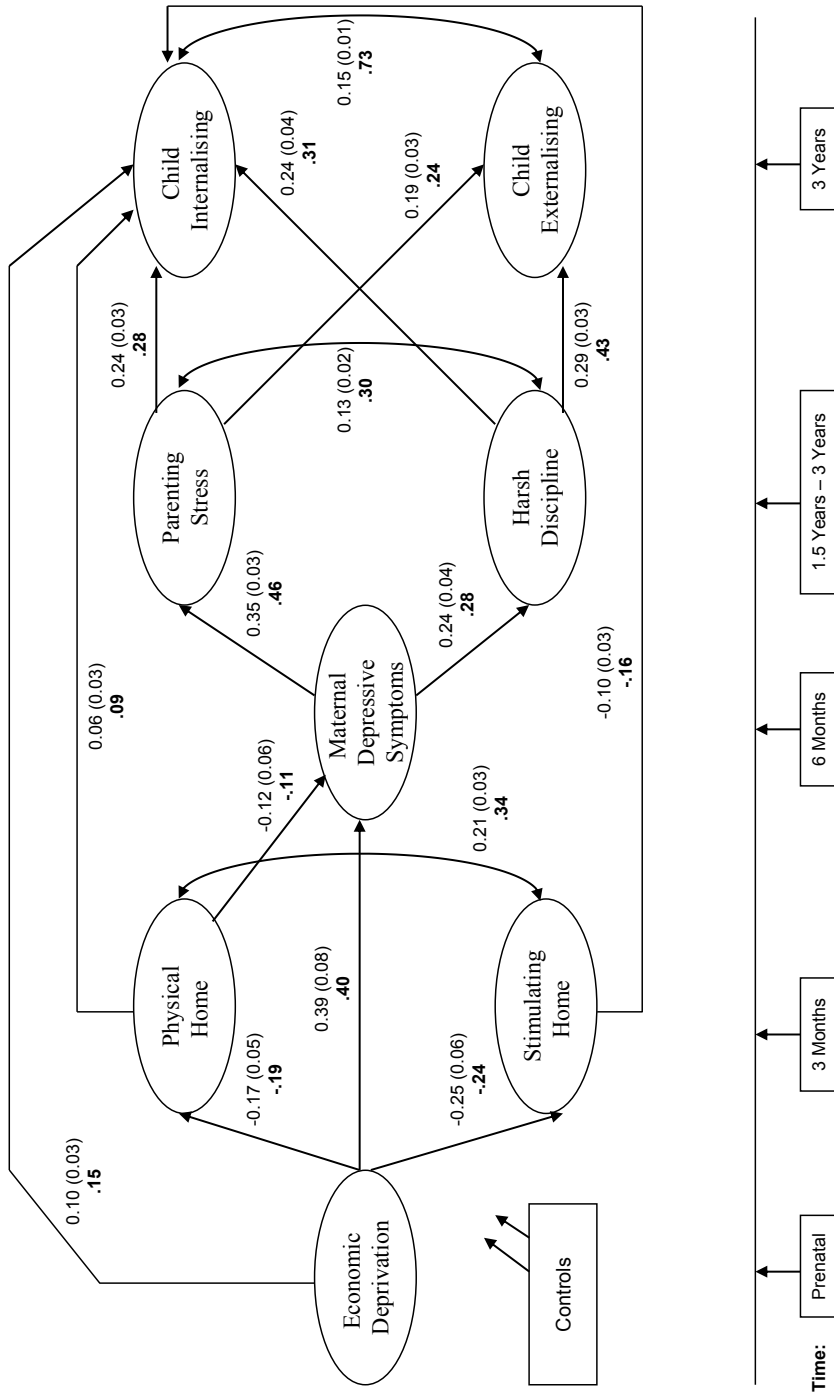 0.10 (0.03)
.15
0.06 (0.03)
.09
Economic
Deprivation
-0.17 (0.05)
-.19
0.39 (0.08)
.40
-0.25 (0.06)
-.24
Physical
Home
Stimulating
Home
-0.12 (0.06)
-.11
0.21 (0.03)
.34
Maternal
Depressive
Symptoms
0.35 (0.03)
.46
0.24 (0.04)
.28
Parenting
Stress
Harsh
Discipline
0.13 (0.02)
.30
0.24 (0.03)
.28
0.24 (0.04)
.31
0.19 (0.03)
.24
0.29 (0.03)
.43
Child
Internalising
Child
Externalising
0.15 (0.01)
.73
-0.10 (0.03)
-.16
Controls
Time:
Prenatal
3 Months
6 Months
1.5 Years – 3 Years
3 Years